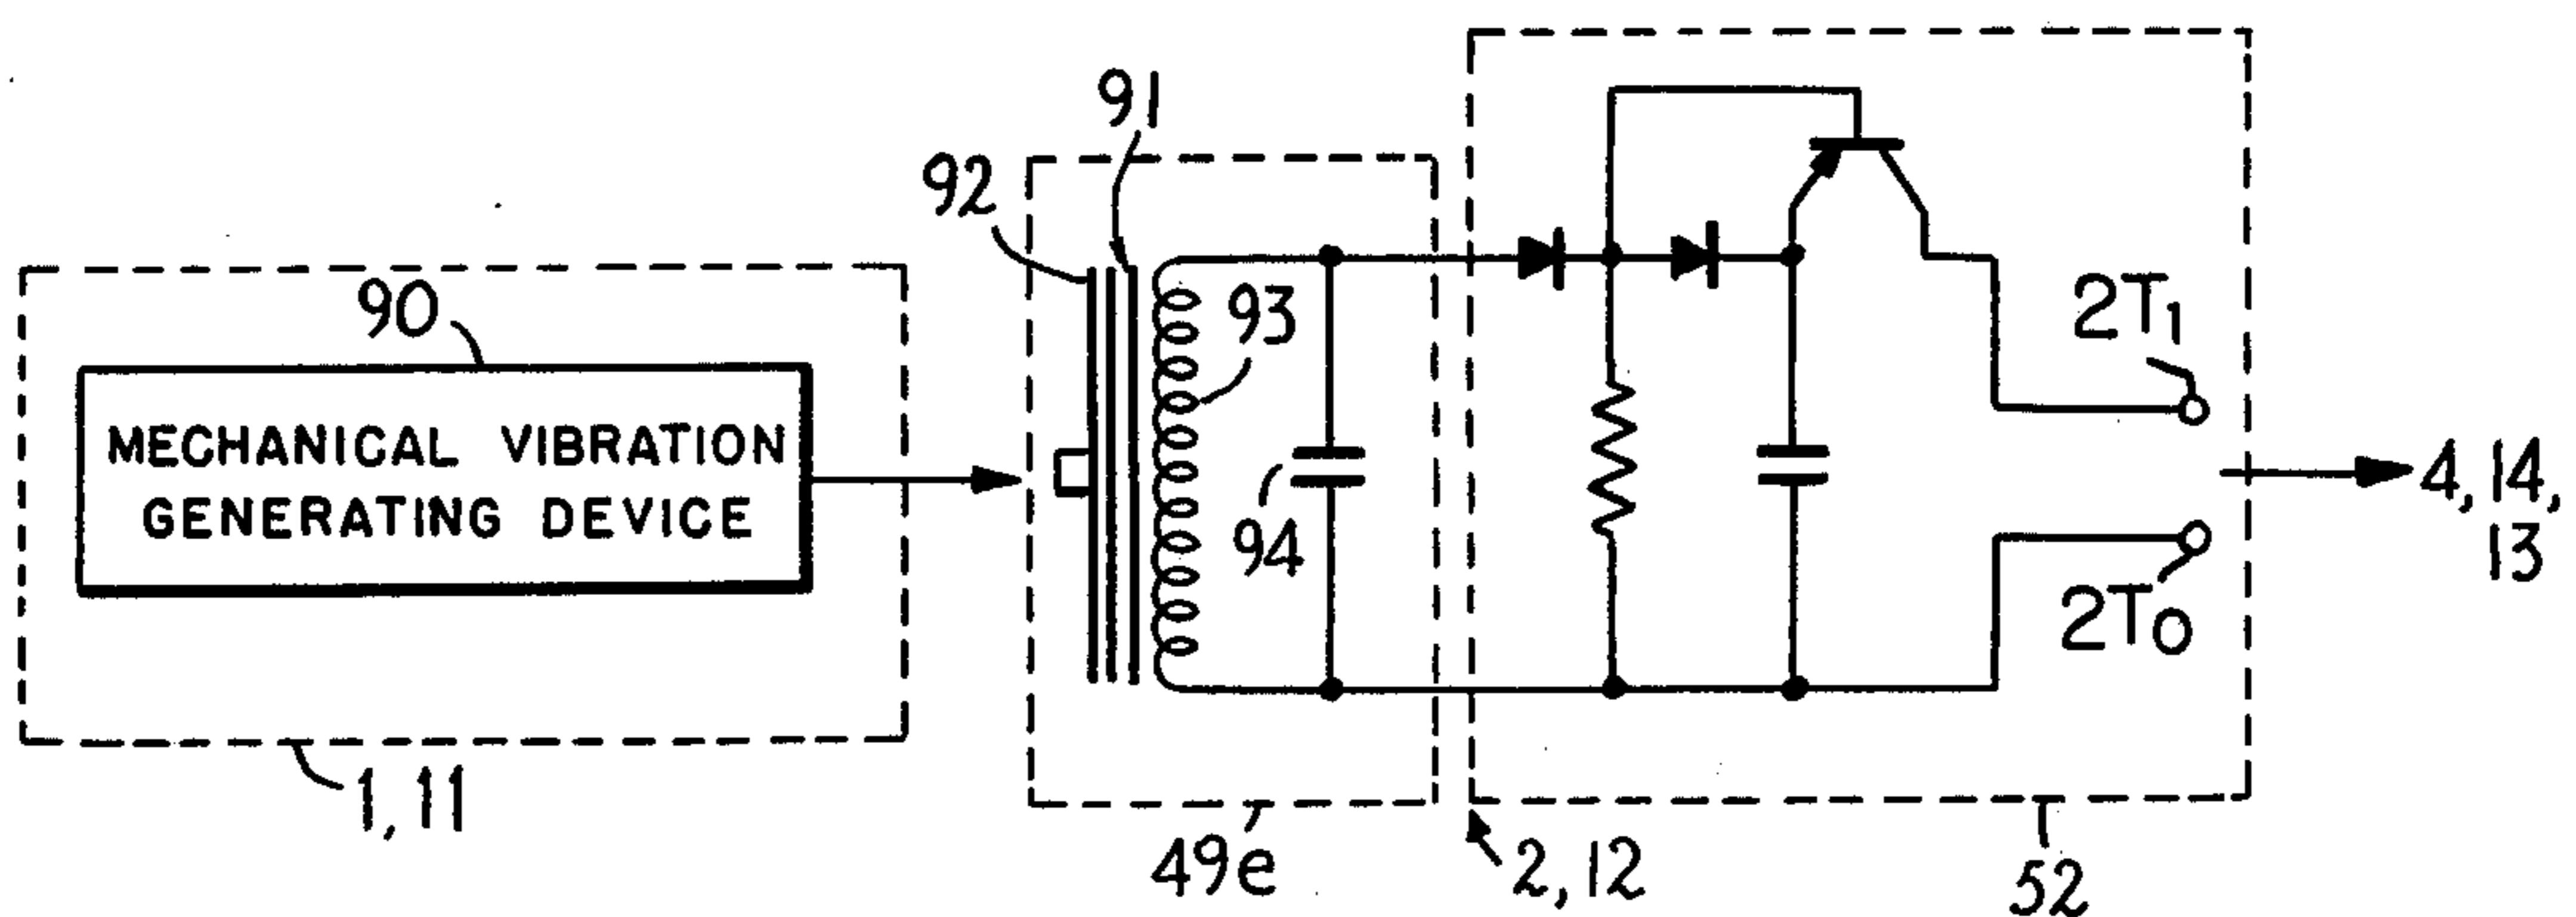 91
92
90
93
2T1
MECHANICAL VIBRATION
GENERATING DEVICE
4,14,
13
94
2T0
1,11
49e
2,12
52